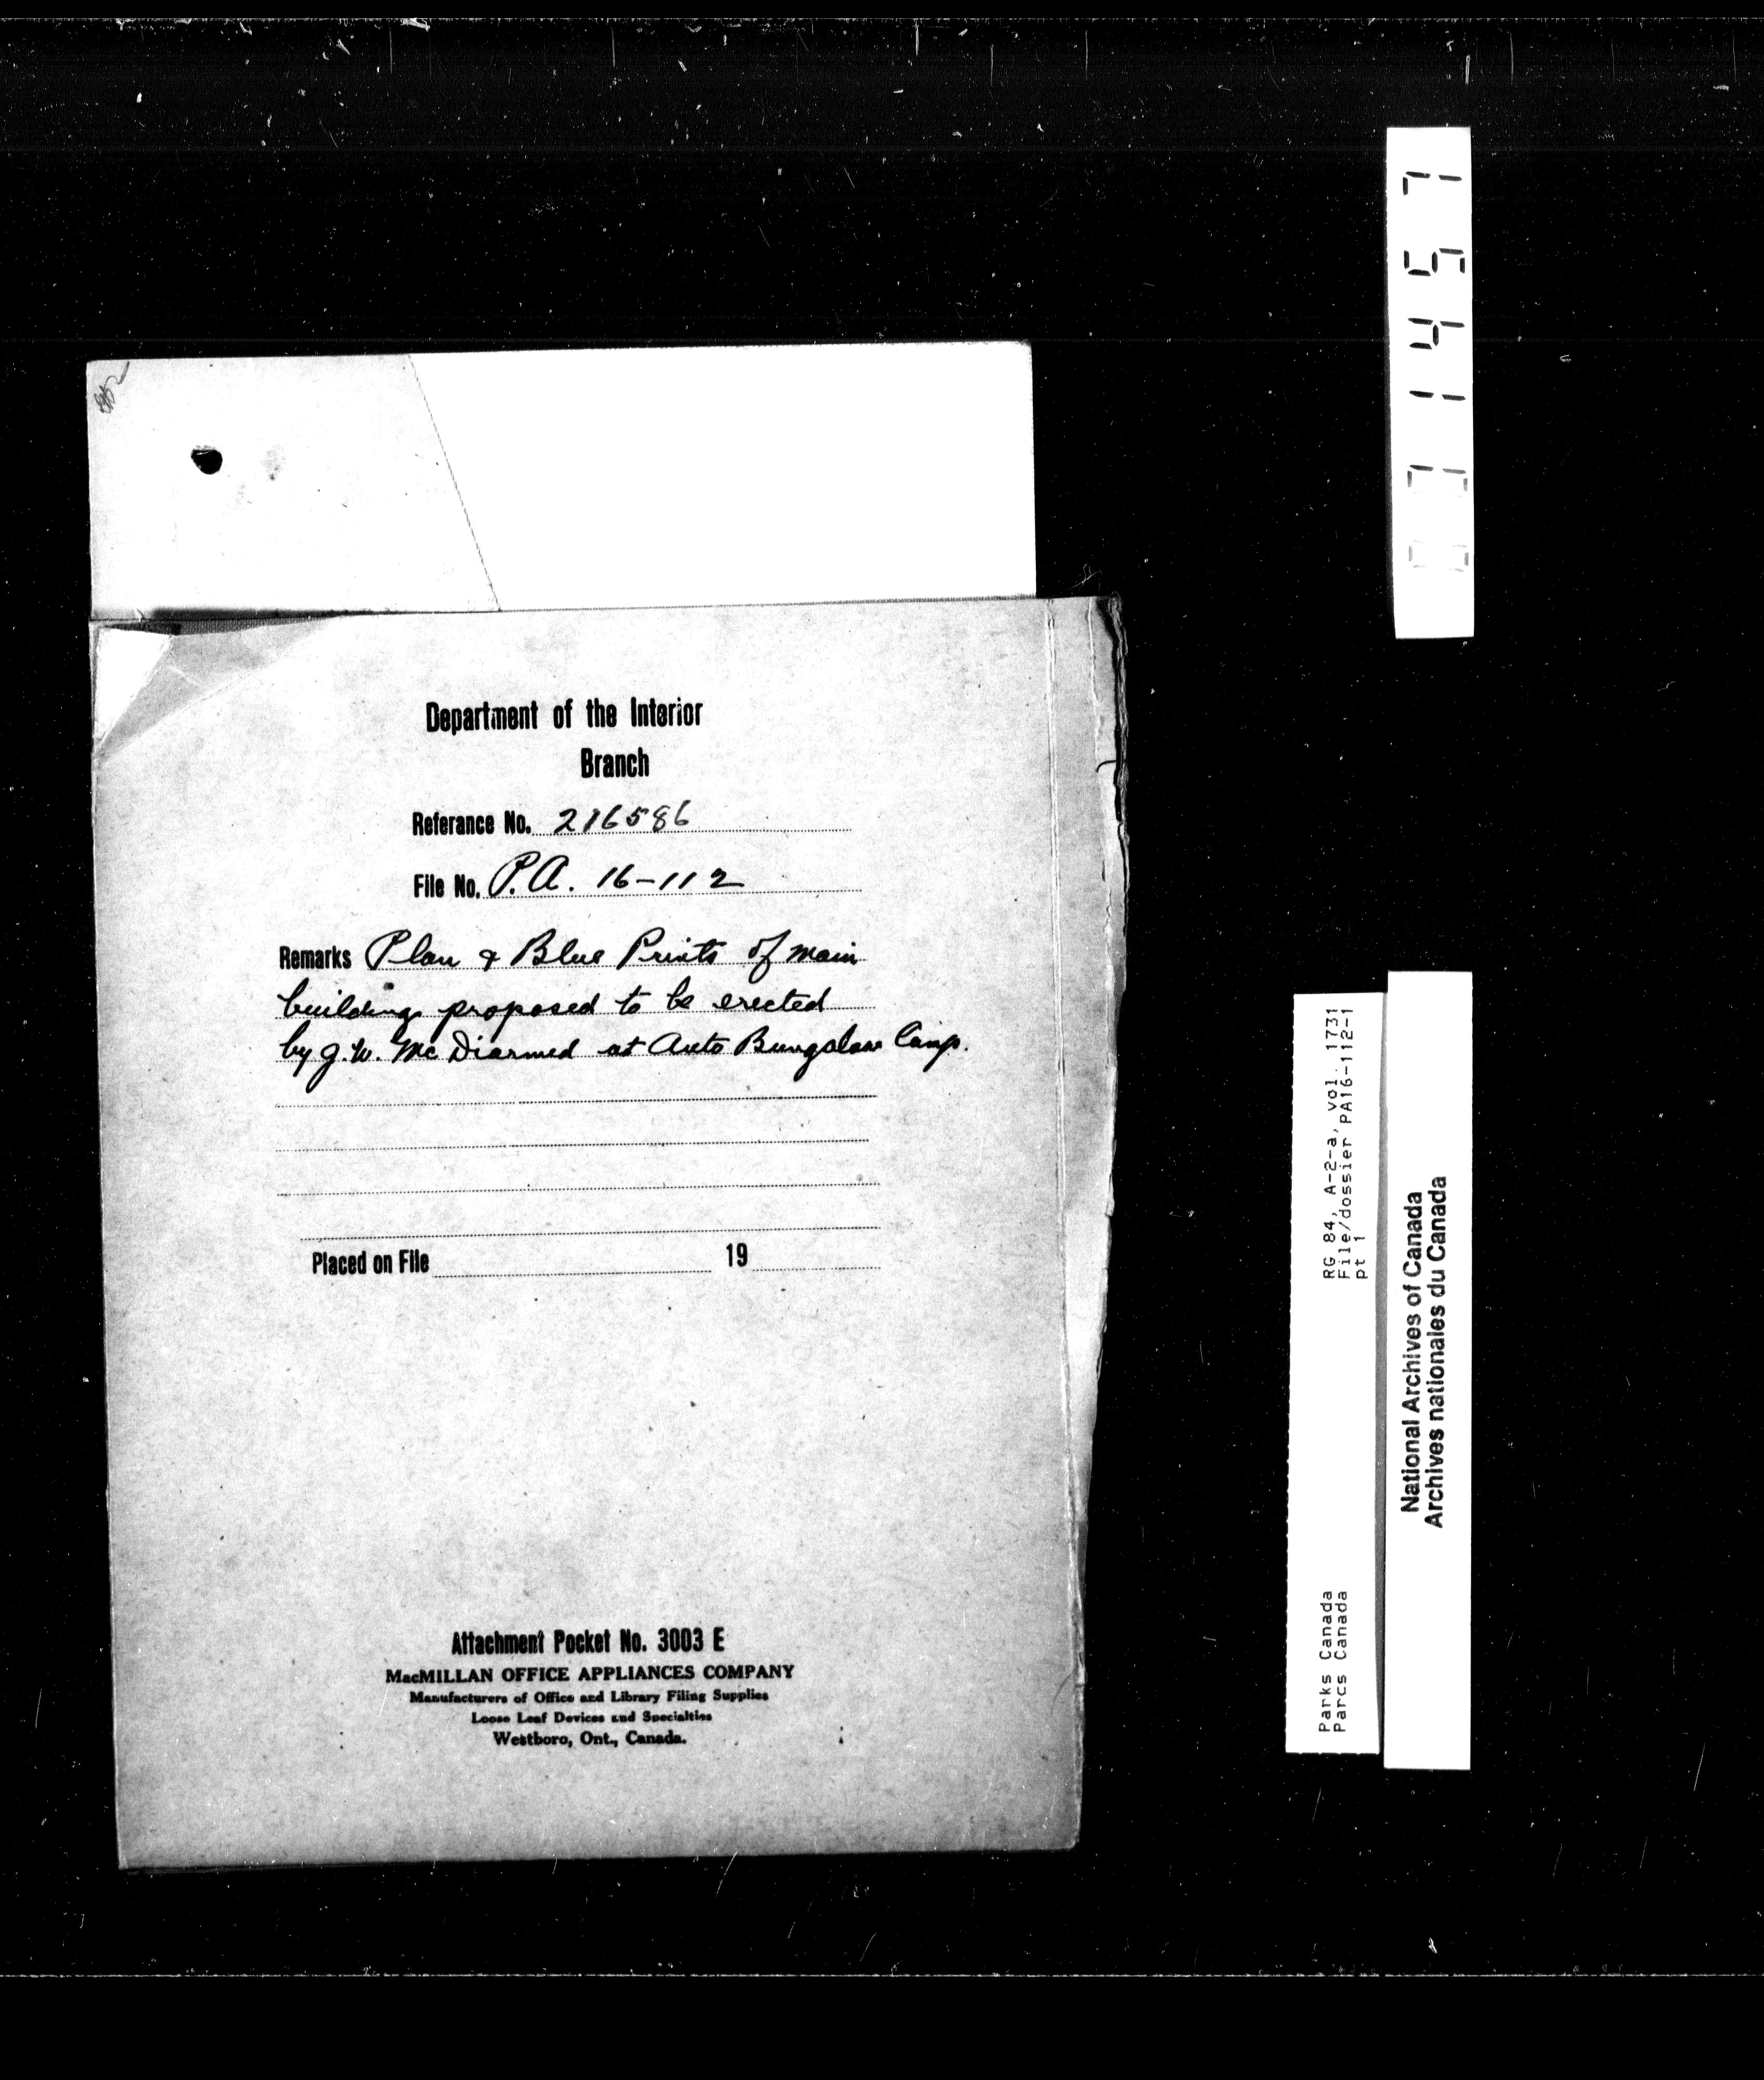 Department of the Interior
Branch
Reference No. 216586
File No. P.A. 16-112
Remarks Plan & Blue Prints of main
building proposed to be erected
by J.W. McDiarmid at Auto Bungalow Camp.
Placed on File 19
Attachment Pocket No. 3003 E
MacMILLAN OFFICE APPLIANCES COMPANY
Manufacturers of Office and Library Filing Supplies
Loose Leaf Devices and Specialties
Westboro, Ont., Canada.
Parks Canada
Parcs Canada
RG 84, A-2-a, vol. 1731
File/dossier PA16-112-1
pt 1
National Archives of Canada
Archives nationales du Canada